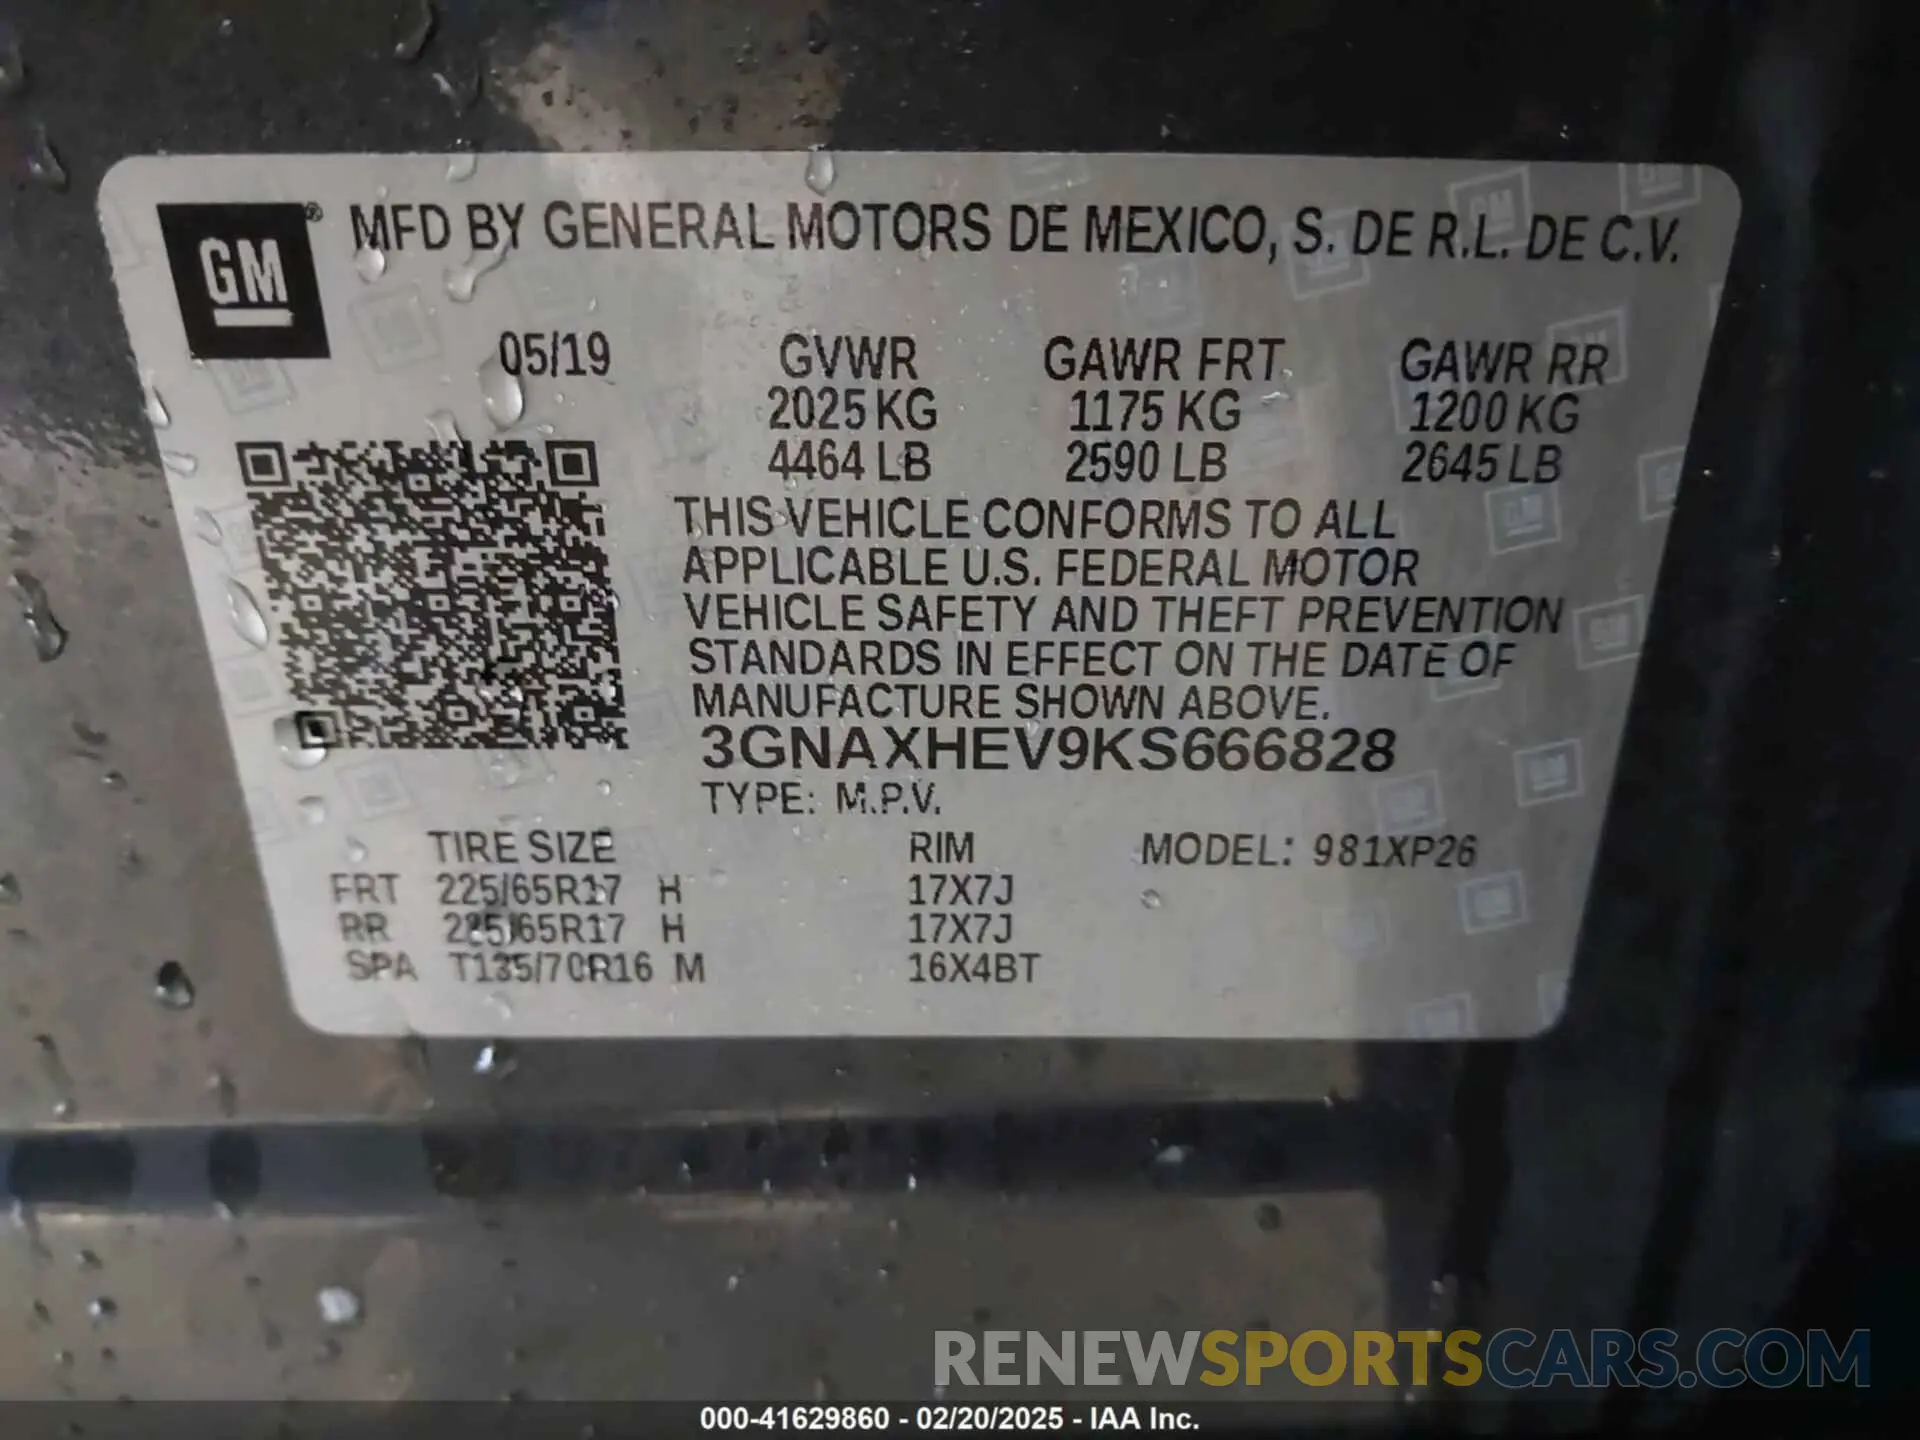 GM® MFD BY GENERAL MOTORS DE MEXICO, S. DE R.L. DE C.V.
05/19 GVWR GAWR FRT GAWR RR
2025 KG 1175 KG 1200 KG
4464 LB 2590 LB 2645 LB
THIS VEHICLE CONFORMS TO ALL
APPLICABLE U.S. FEDERAL MOTOR
VEHICLE SAFETY AND THEFT PREVENTION
STANDARDS IN EFFECT ON THE DATE OF
MANUFACTURE SHOWN ABOVE.
3GNAXHEV9KS666828
TYPE: M.P.V.
TIRE SIZE RIM MODEL: 981XP26
FRT 225/65R17 H 17X7J
RR 225/65R17 H 17X7J
SPA T135/70R16 M 16X4BT
RENEWSPORTSCARS.COM
000-41629860 - 02/20/2025 - IAA Inc.